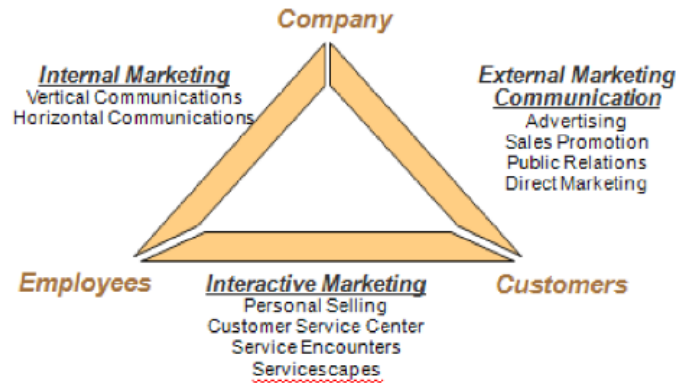 Company
Internal Marketing
Vertical Communications
Horizontal Communications
External Marketing
Communication
Advertising
Sales Promotion
Public Relations
Direct Marketing
Employees
Interactive Marketing
Personal Selling
Customer Service Center
Service Encounters
Servicescapes
Customers